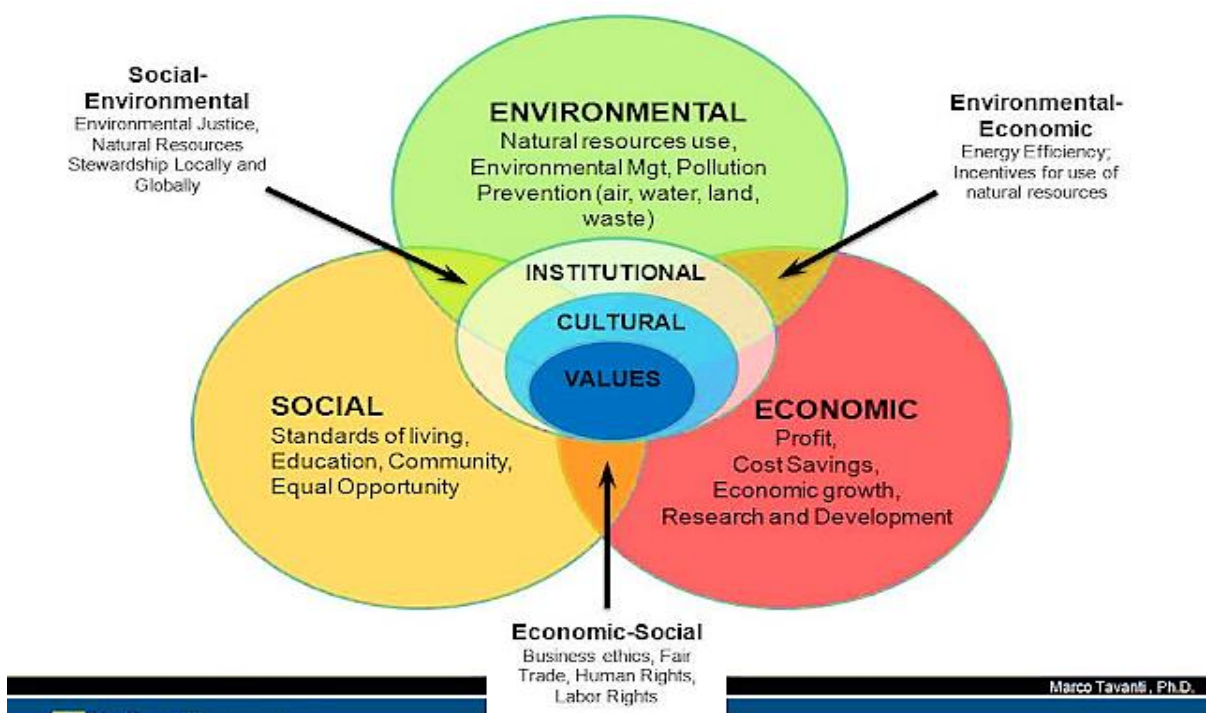 Social-
Environmental
Environmental Justice,
Natural Resources
Stewardship Locally and
Globally
ENVIRONMENTAL
Natural resources use,
Environmental Mgt, Pollution
Prevention (air, water, land,
waste)
Environmental-
Economic
Energy Efficiency;
Incentives for use of
natural resources
INSTITUTIONAL
CULTURAL
VALUES
SOCIAL
Standards of living,
Education, Community,
Equal Opportunity
ECONOMIC
Profit,
Cost Savings,
Economic growth,
Research and Development
Economic-Social
Business ethics, Fair
Trade, Human Rights,
Labor Rights
Marco Tavanti, Ph.D.